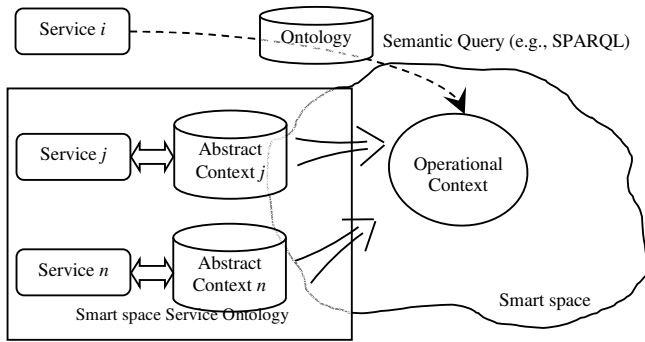 Service i
Ontology
Semantic Query (e.g., SPARQL)
Service j
Abstract
Context j
Operational
Context
Service n
Abstract
Context n
Smart space
Smart space Service Ontology